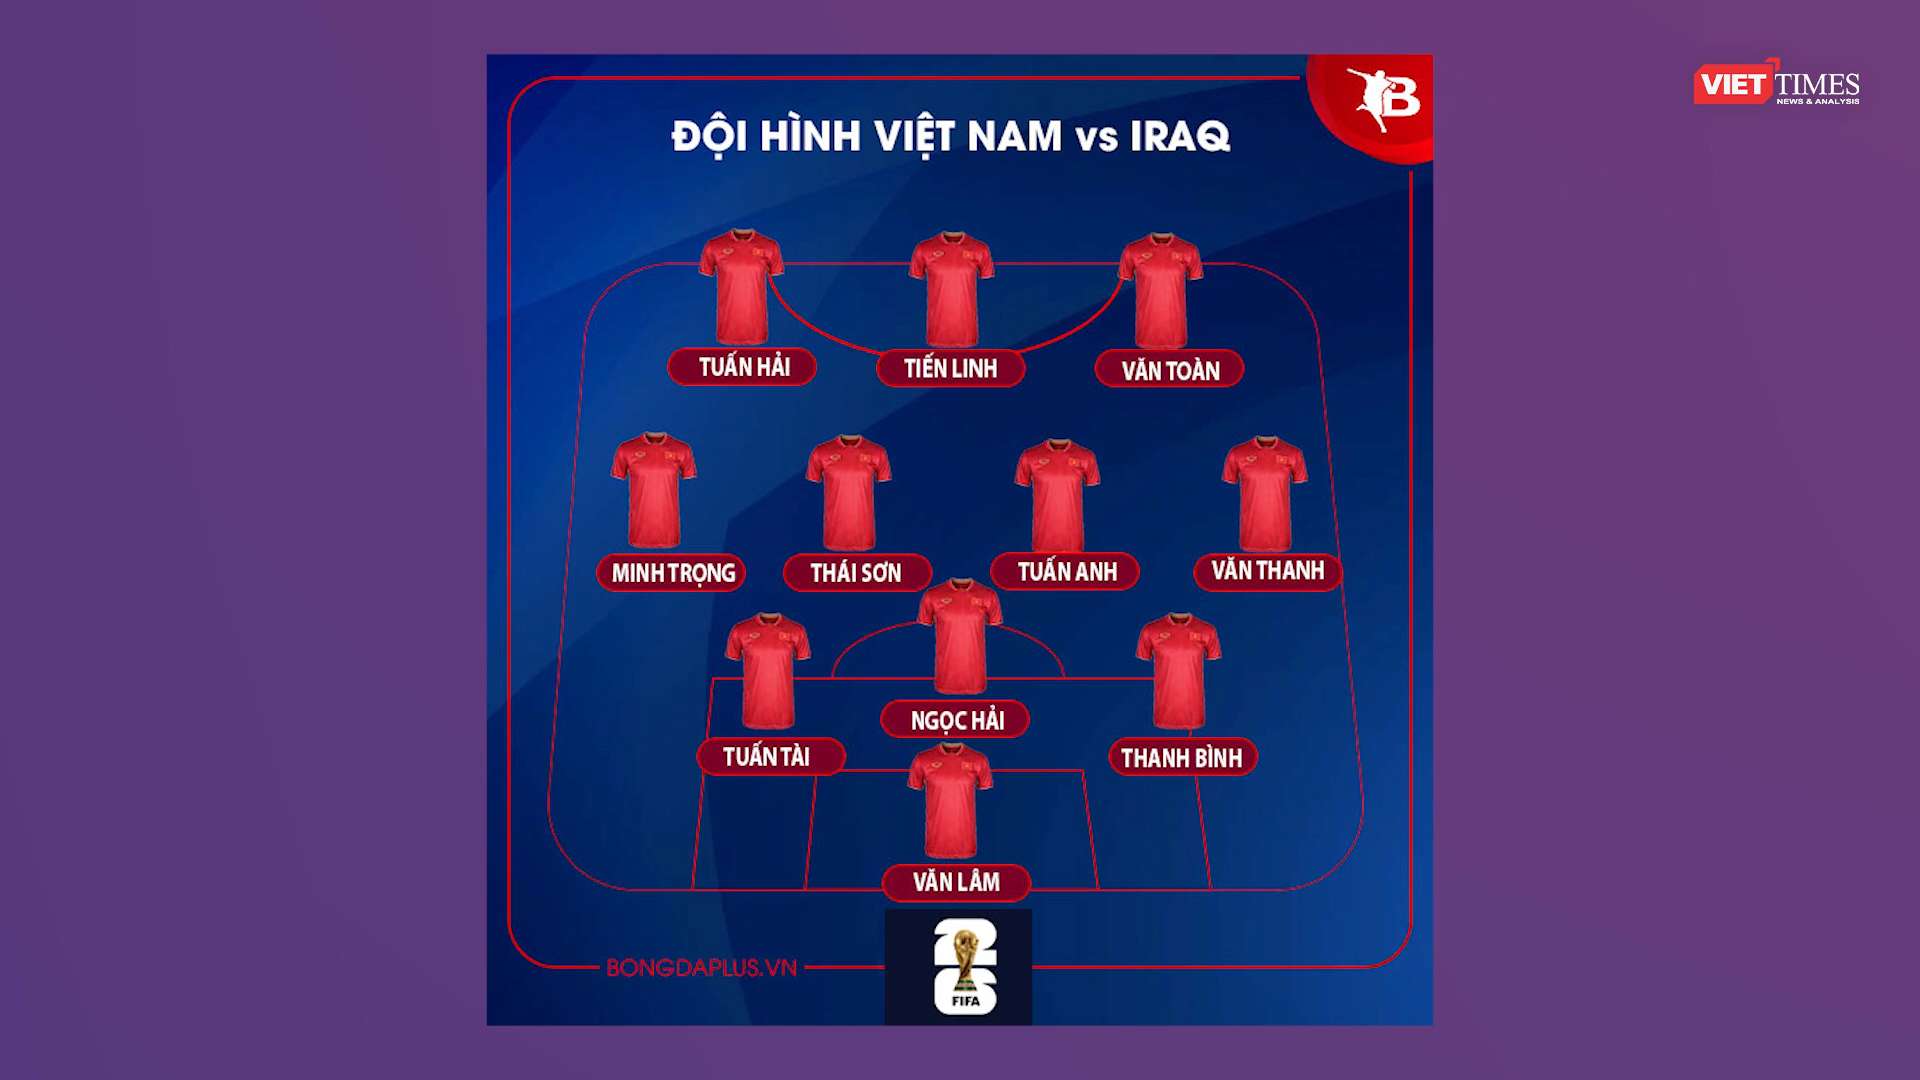 VIET TIMES
NEWS & ANALYSIS
B
ĐỘI HÌNH VIỆT NAM vs IRAQ
TUẤN HẢI
TIẾN LINH
VĂN TOÀN
MINH TRỌNG
THÁI SƠN
TUẤN ANH
VĂN THANH
NGỌC HẢI
TUẤN TÀI
THANH BÌNH
VĂN LÂM
BONGDAPLUS.VN
26
FIFA